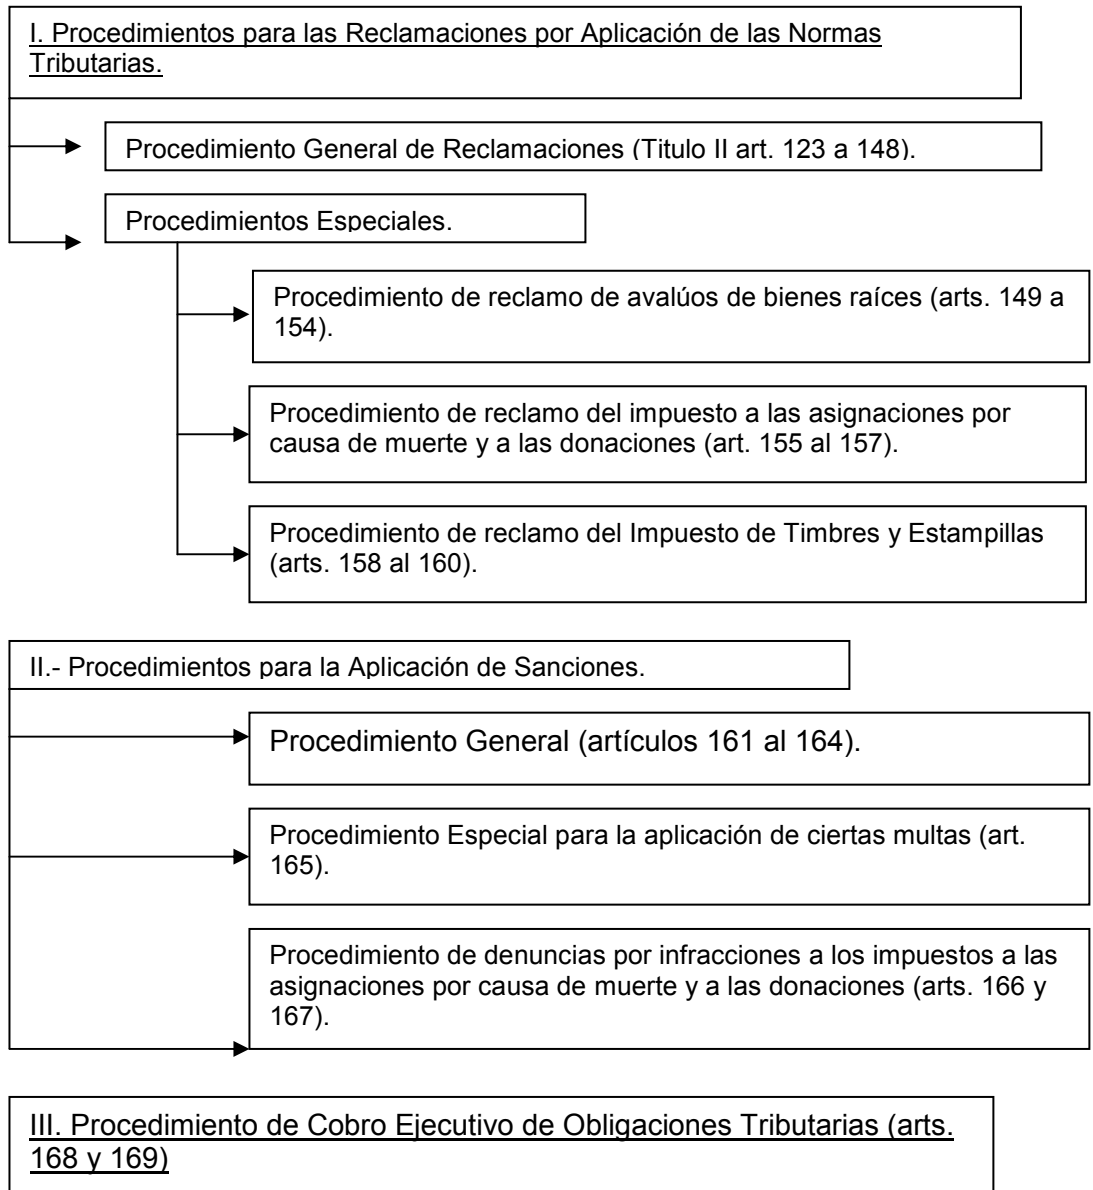 I. Procedimientos para las Reclamaciones por Aplicación de las Normas
Tributarias.
Procedimiento General de Reclamaciones (Titulo II art. 123 a 148).
Procedimientos Especiales.
Procedimiento de reclamo de avalúos de bienes raíces (arts. 149 a
154).
Procedimiento de reclamo del impuesto a las asignaciones por
causa de muerte y a las donaciones (art. 155 al 157).
Procedimiento de reclamo del Impuesto de Timbres y Estampillas
(arts. 158 al 160).
II.- Procedimientos para la Aplicación de Sanciones.
Procedimiento General (artículos 161 al 164).
Procedimiento Especial para la aplicación de ciertas multas (art.
165).
Procedimiento de denuncias por infracciones a los impuestos a las
asignaciones por causa de muerte y a las donaciones (arts. 166 y
167).
III. Procedimiento de Cobro Ejecutivo de Obligaciones Tributarias (arts.
168 y 169)